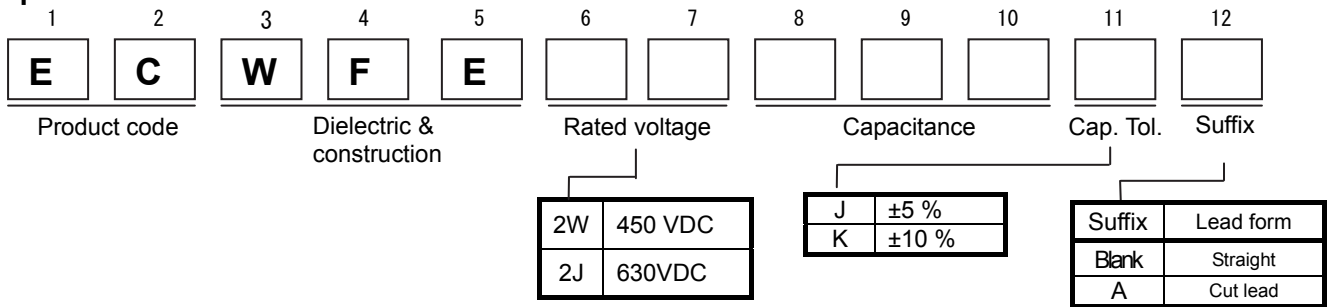 1 2 3 4 5 6 7 8 9 10 11 12
E C W F E
Product code Dielectric & construction Rated voltage Capacitance Cap. Tol. Suffix
2W 450 VDC
2J 630VDC
J ±5 %
K ±10 %
Suffix Lead form
Blank Straight
A Cut lead